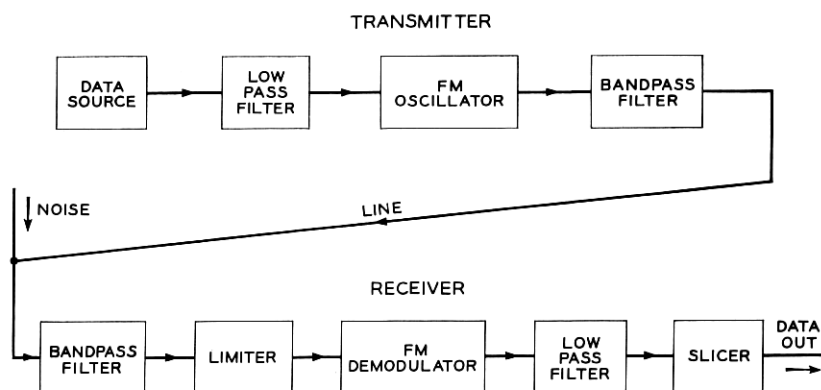 TRANSMITTER
DATA
SOURCE
LOW
PASS
FILTER
FM
OSCILLATOR
BANDPASS
FILTER
NOISE
LINE
RECEIVER
BANDPASS
FILTER
LIMITER
FM
DEMODULATOR
LOW
PASS
FILTER
SLICER
DATA
OUT